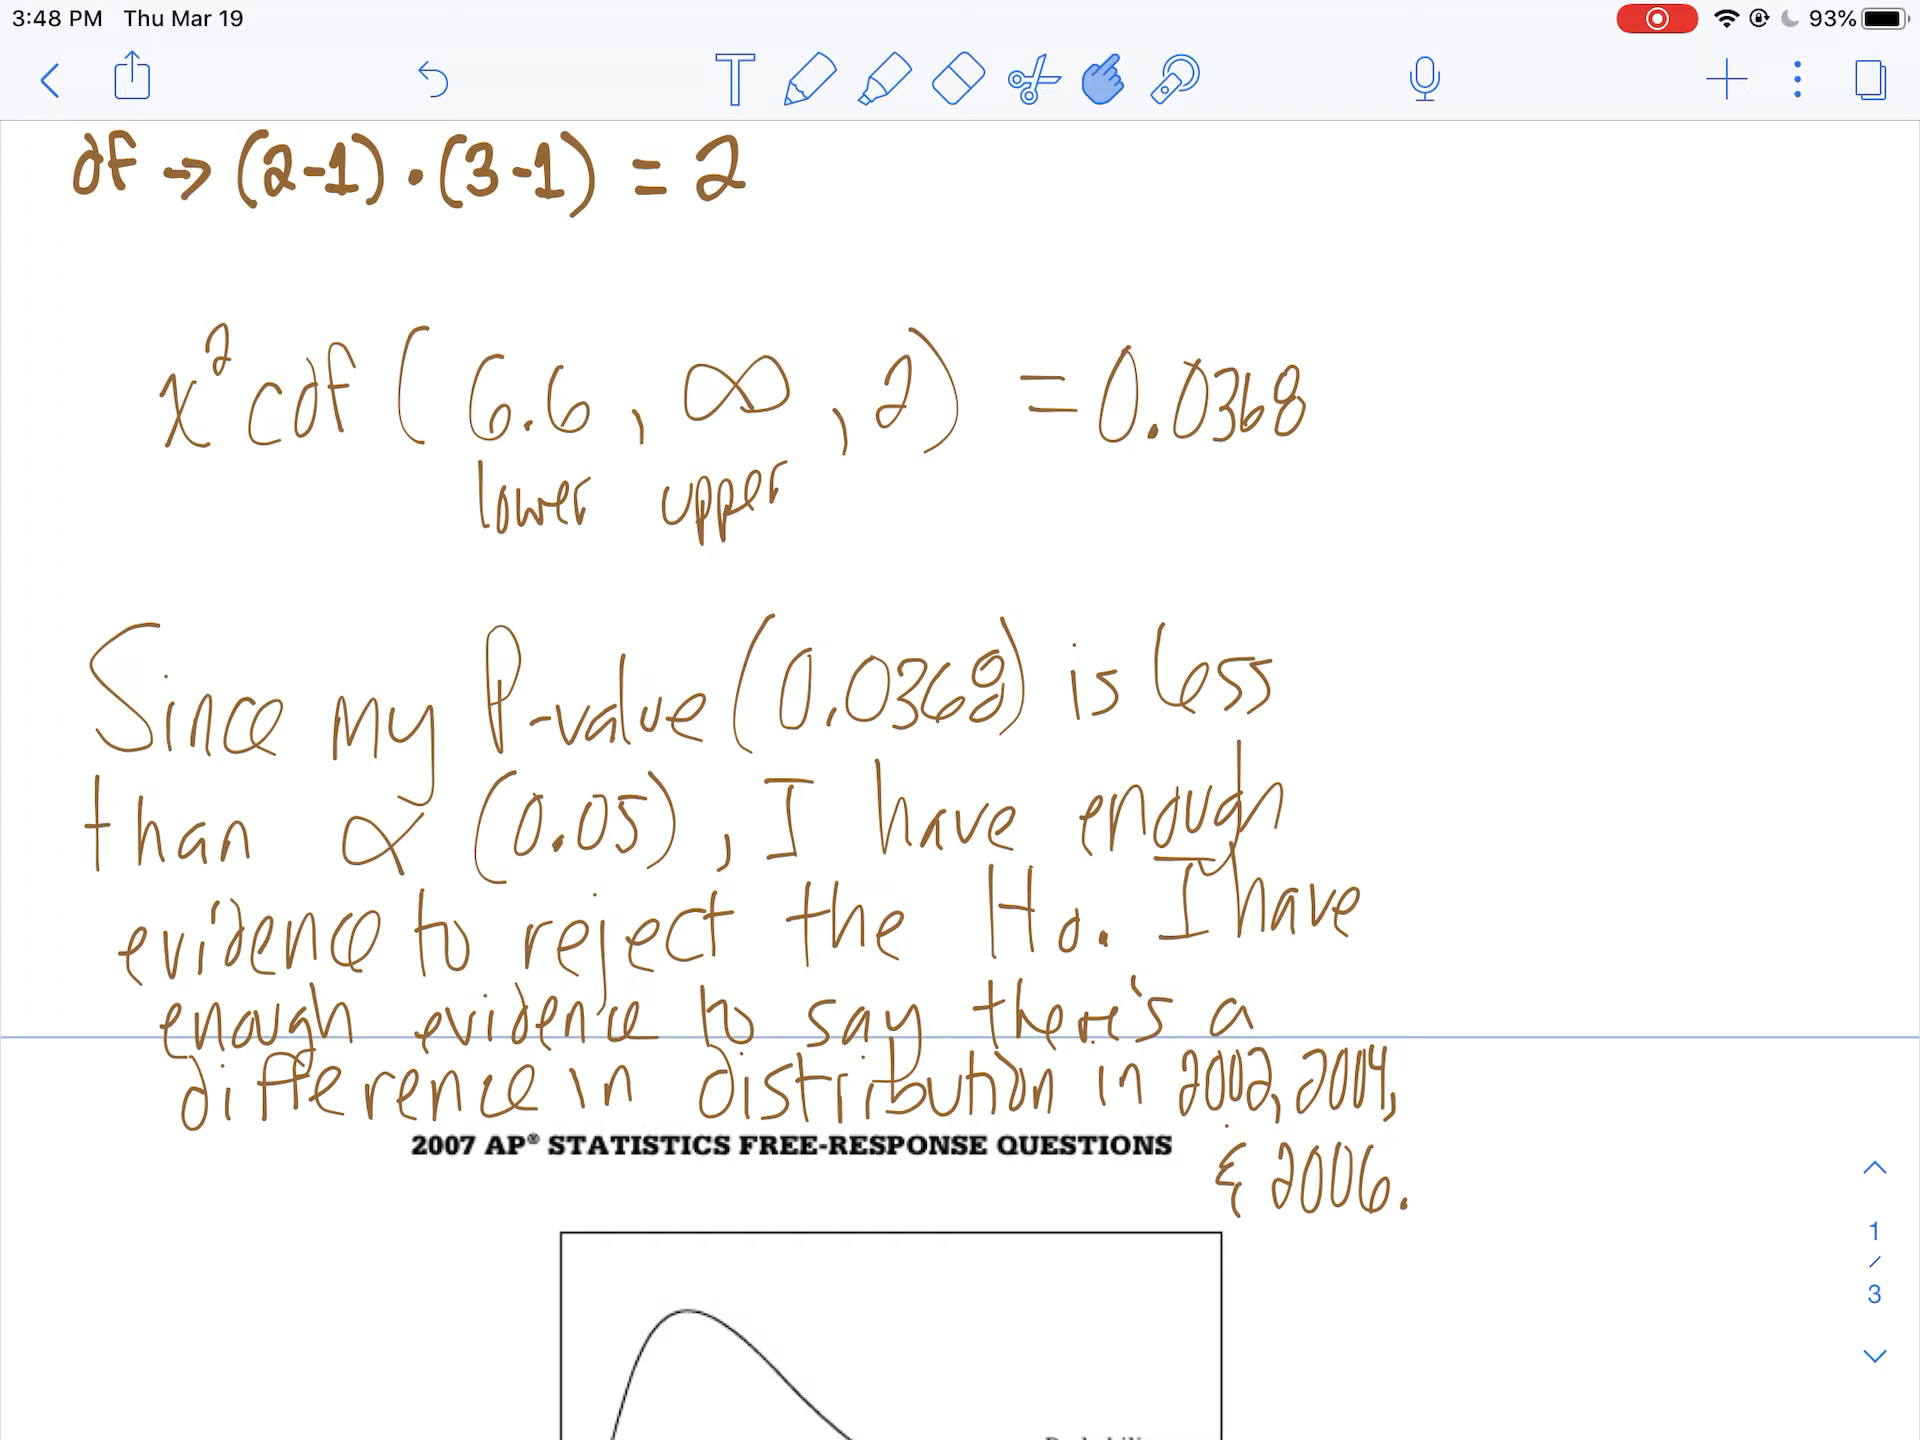 3:48 PM Thu Mar 19
93%
df → (2-1) • (3-1) = 2
χ²cdf ( 6.6 , ∞ , 2) = 0.0368
lower upper
Since my P-value (0.0368) is less
than α (0.05), I have enough
evidence to reject the Ho. I have
enough evidence to say there's a
difference in distribution in 2002, 2004,
2007 AP® STATISTICS FREE-RESPONSE QUESTIONS
& 2006.
1
/
3